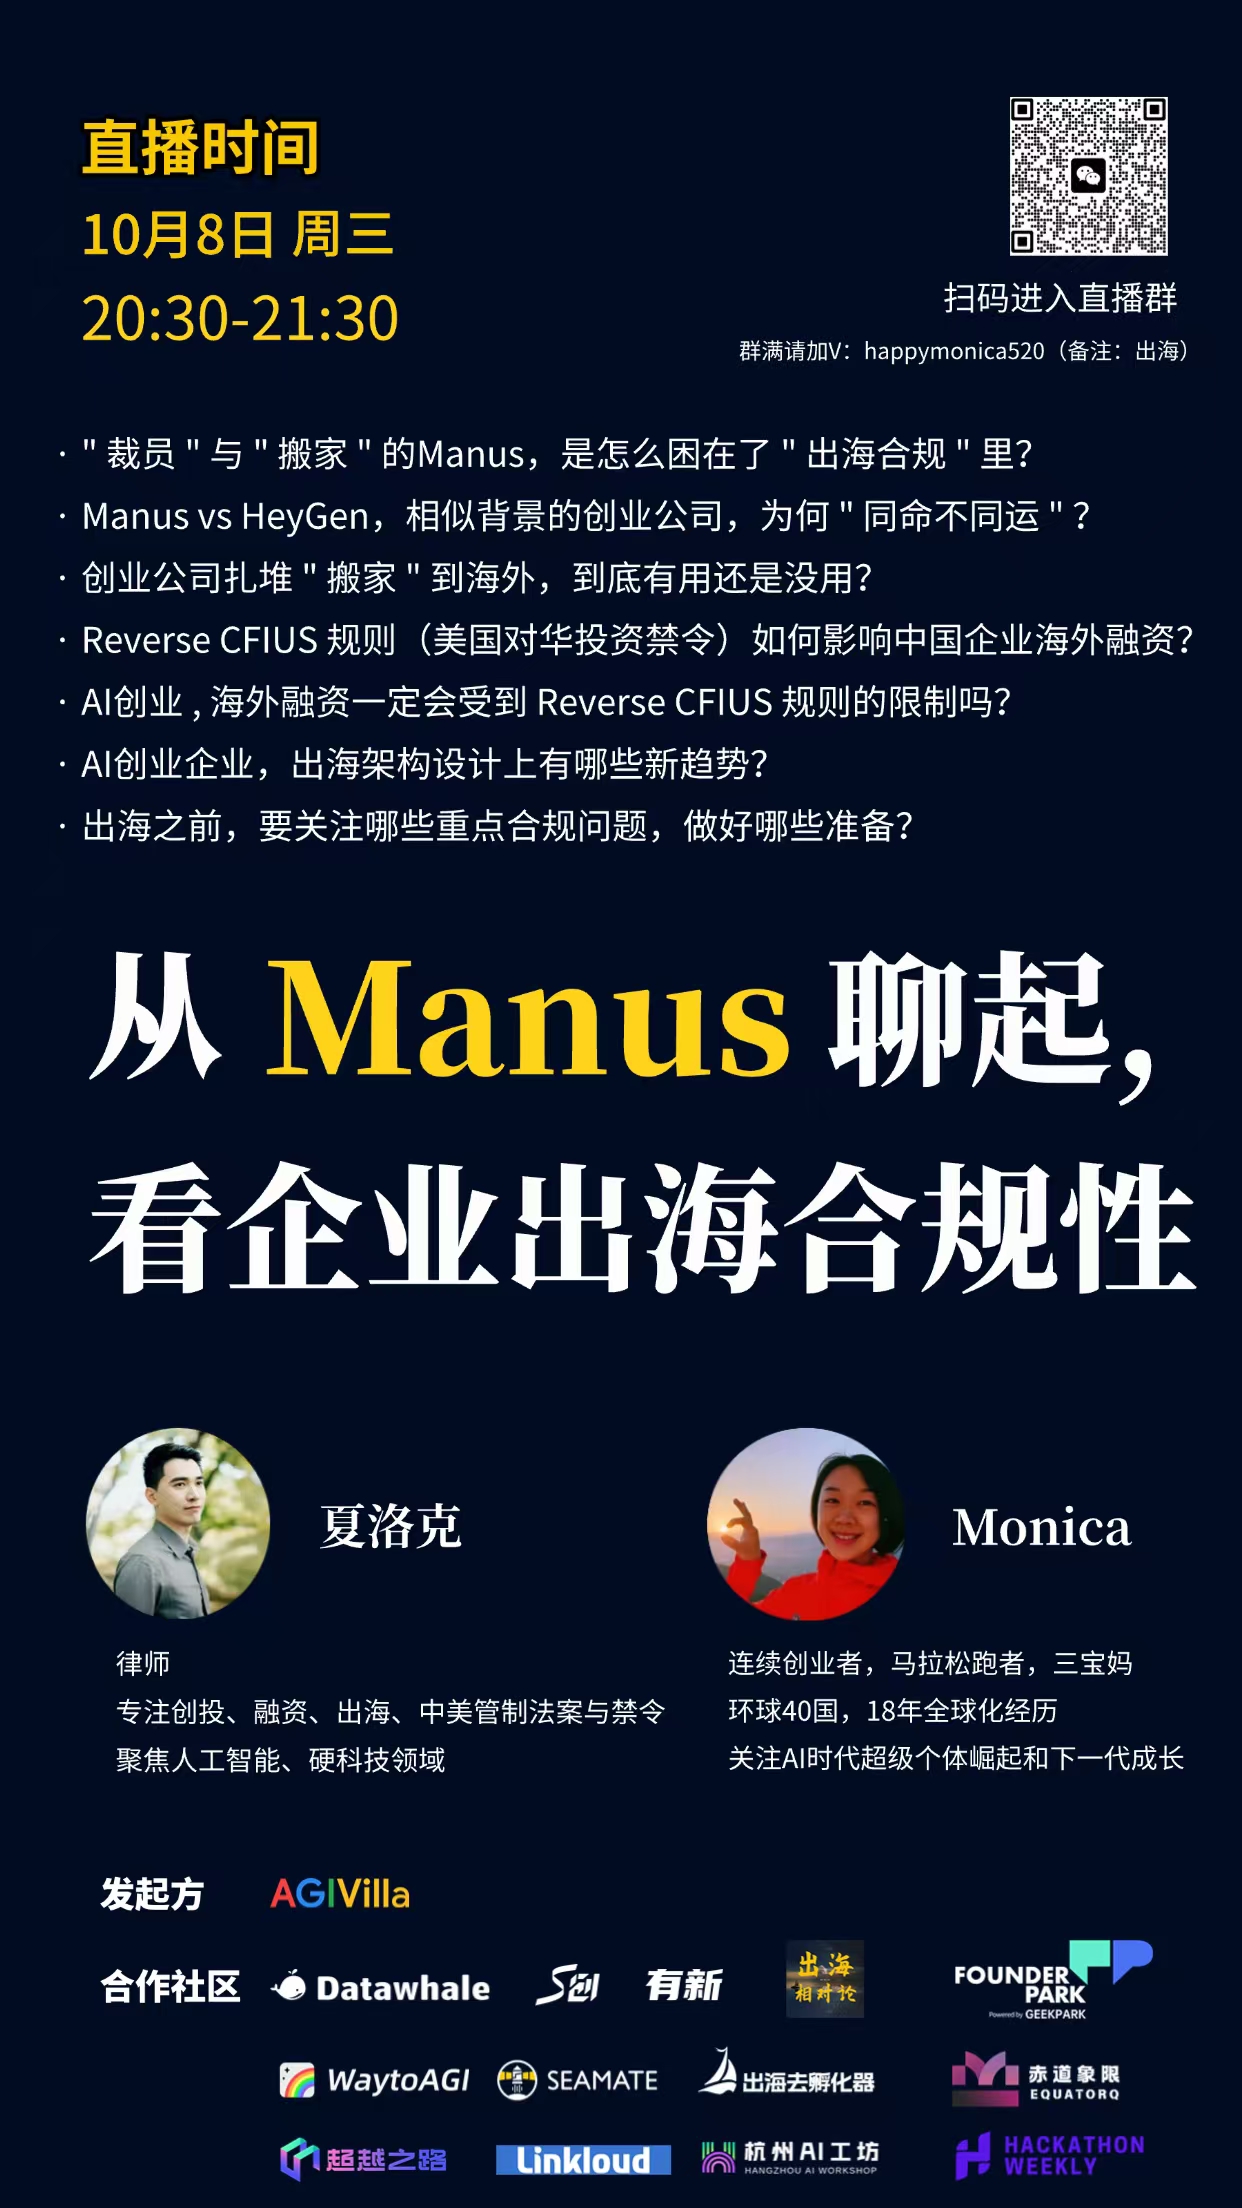 直播时间
10月8日 周三
20:30-21:30
扫码进入直播群
群满请加V：happymonica520（备注：出海）
· "裁员"与"搬家"的Manus，是怎么困在了"出海合规"里？
· Manus vs HeyGen，相似背景的创业公司，为何"同命不同运"？
· 创业公司扎堆"搬家"到海外，到底有用还是没用？
· Reverse CFIUS 规则（美国对华投资禁令）如何影响中国企业海外融资？
· AI创业 , 海外融资一定会受到 Reverse CFIUS 规则的限制吗？
· AI创业企业，出海架构设计上有哪些新趋势？
· 出海之前，要关注哪些重点合规问题，做好哪些准备？
从 Manus 聊起，
看企业出海合规性
夏洛克
律师
专注创投、融资、出海、中美管制法案与禁令
聚焦人工智能、硬科技领域
Monica
连续创业者，马拉松跑者，三宝妈
环球40国，18年全球化经历
关注AI时代超级个体崛起和下一代成长
发起方 AGIVilla
合作社区 Datawhale S创 有新 出海相对论 FOUNDER PARK Powered by GEEKPARK
WaytoAGI SEAMATE 出海去孵化器 赤道象限 EQUATORQ
超越之路 Linkloud 杭州AI工坊 HANGZHOU AI WORKSHOP HACKATHON WEEKLY